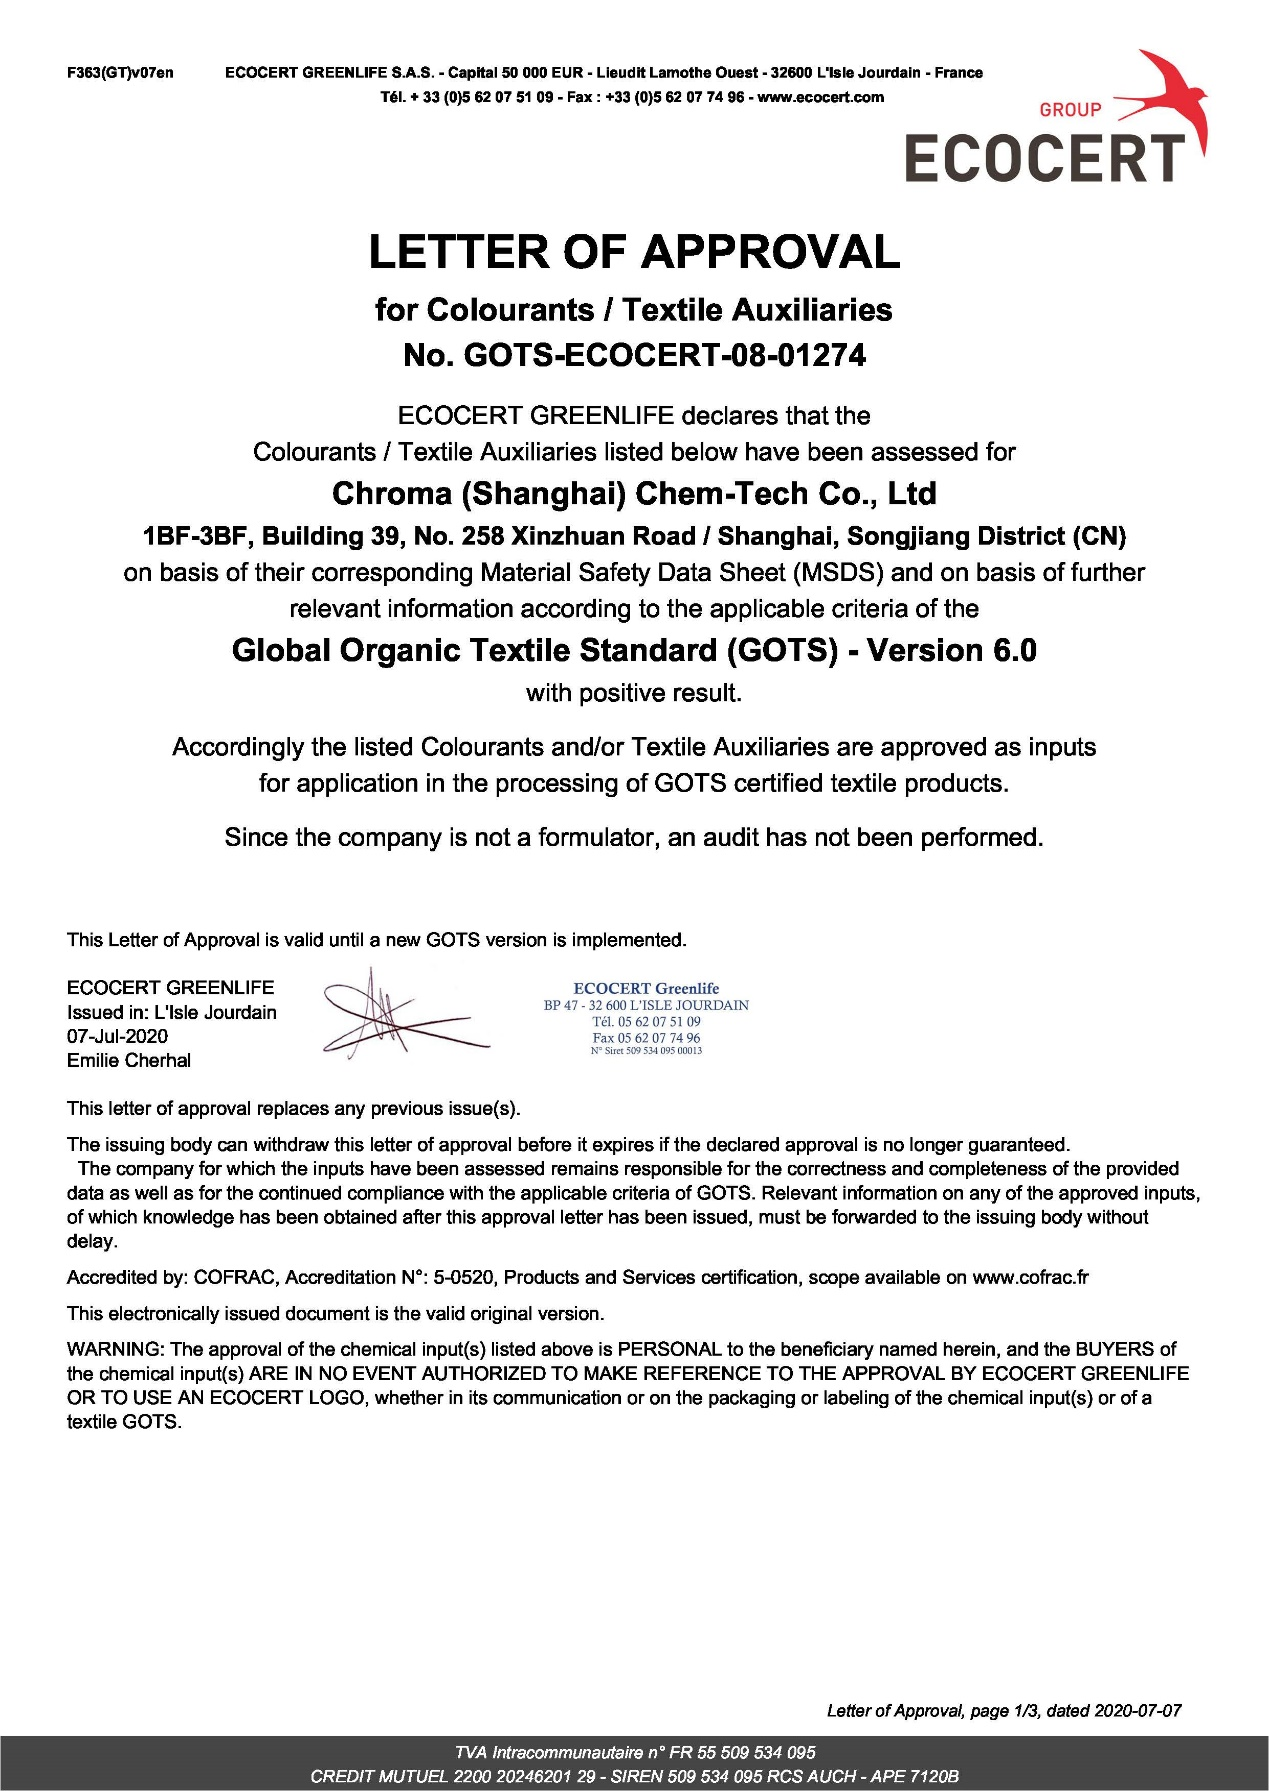 F363(GT)v07en ECOCERT GREENLIFE S.A.S. - Capital 50 000 EUR - Lieudit Lamothe Ouest - 32600 L'Isle Jourdain - France
Tél. + 33 (0)5 62 07 51 09 - Fax : +33 (0)5 62 07 74 96 - www.ecocert.com
GROUP
ECOCERT
LETTER OF APPROVAL
for Colourants / Textile Auxiliaries
No. GOTS-ECOCERT-08-01274
ECOCERT GREENLIFE declares that the
Colourants / Textile Auxiliaries listed below have been assessed for
Chroma (Shanghai) Chem-Tech Co., Ltd
1BF-3BF, Building 39, No. 258 Xinzhuan Road / Shanghai, Songjiang District (CN)
on basis of their corresponding Material Safety Data Sheet (MSDS) and on basis of further
relevant information according to the applicable criteria of the
Global Organic Textile Standard (GOTS) - Version 6.0
with positive result.
Accordingly the listed Colourants and/or Textile Auxiliaries are approved as inputs
for application in the processing of GOTS certified textile products.
Since the company is not a formulator, an audit has not been performed.
This Letter of Approval is valid until a new GOTS version is implemented.
ECOCERT GREENLIFE
Issued in: L'Isle Jourdain
07-Jul-2020
Emilie Cherhal
ECOCERT Greenlife
BP 47 - 32 600 L'ISLE JOURDAIN
Tél. 05 62 07 51 09
Fax 05 62 07 74 96
N° Siret 509 534 095 00013
This letter of approval replaces any previous issue(s).
The issuing body can withdraw this letter of approval before it expires if the declared approval is no longer guaranteed.
The company for which the inputs have been assessed remains responsible for the correctness and completeness of the provided
data as well as for the continued compliance with the applicable criteria of GOTS. Relevant information on any of the approved inputs,
of which knowledge has been obtained after this approval letter has been issued, must be forwarded to the issuing body without
delay.
Accredited by: COFRAC, Accreditation N°: 5-0520, Products and Services certification, scope available on www.cofrac.fr
This electronically issued document is the valid original version.
WARNING: The approval of the chemical input(s) listed above is PERSONAL to the beneficiary named herein, and the BUYERS of
the chemical input(s) ARE IN NO EVENT AUTHORIZED TO MAKE REFERENCE TO THE APPROVAL BY ECOCERT GREENLIFE
OR TO USE AN ECOCERT LOGO, whether in its communication or on the packaging or labeling of the chemical input(s) or of a
textile GOTS.
Letter of Approval, page 1/3, dated 2020-07-07
TVA Intracommunautaire n° FR 55 509 534 095
CREDIT MUTUEL 2200 20246201 29 - SIREN 509 534 095 RCS AUCH - APE 7120B